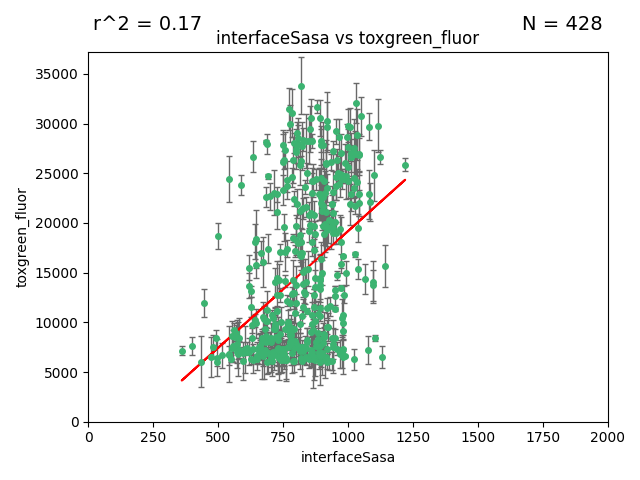 r^2 = 0.17
N = 428
interfaceSasa vs toxgreen_fluor
35000
30000
25000
20000
15000
10000
5000
0
toxgreen_fluor
0 250 500 750 1000 1250 1500 1750 2000
interfaceSasa